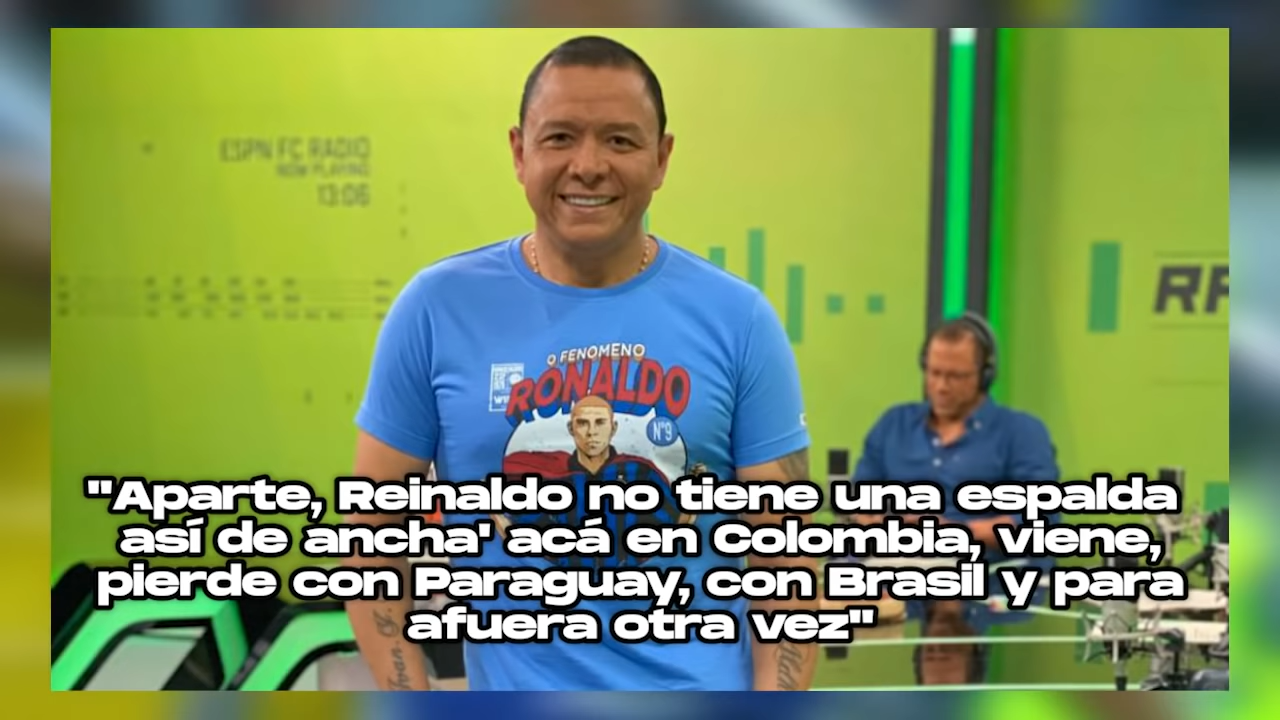 ESPN FC RADIO
NOW PLAYING
13:06
O FENOMENO
RONALDO
Nº9
"Aparte, Reinaldo no tiene una espalda
así de ancha' acá en Colombia, viene,
pierde con Paraguay, con Brasil y para
afuera otra vez"